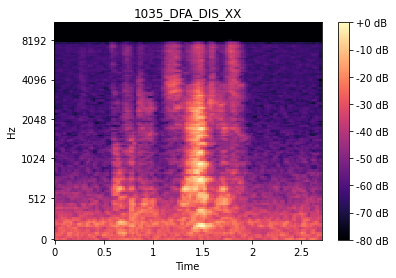 1035_DFA_DIS_XX
+0 dB
8192
-10 dB
4096
-20 dB
-30 dB
2048
-40 dB
Hz
1024
-50 dB
512
-60 dB
-70 dB
0
-80 dB
0
0.5
1
1.5
2
2.5
Time